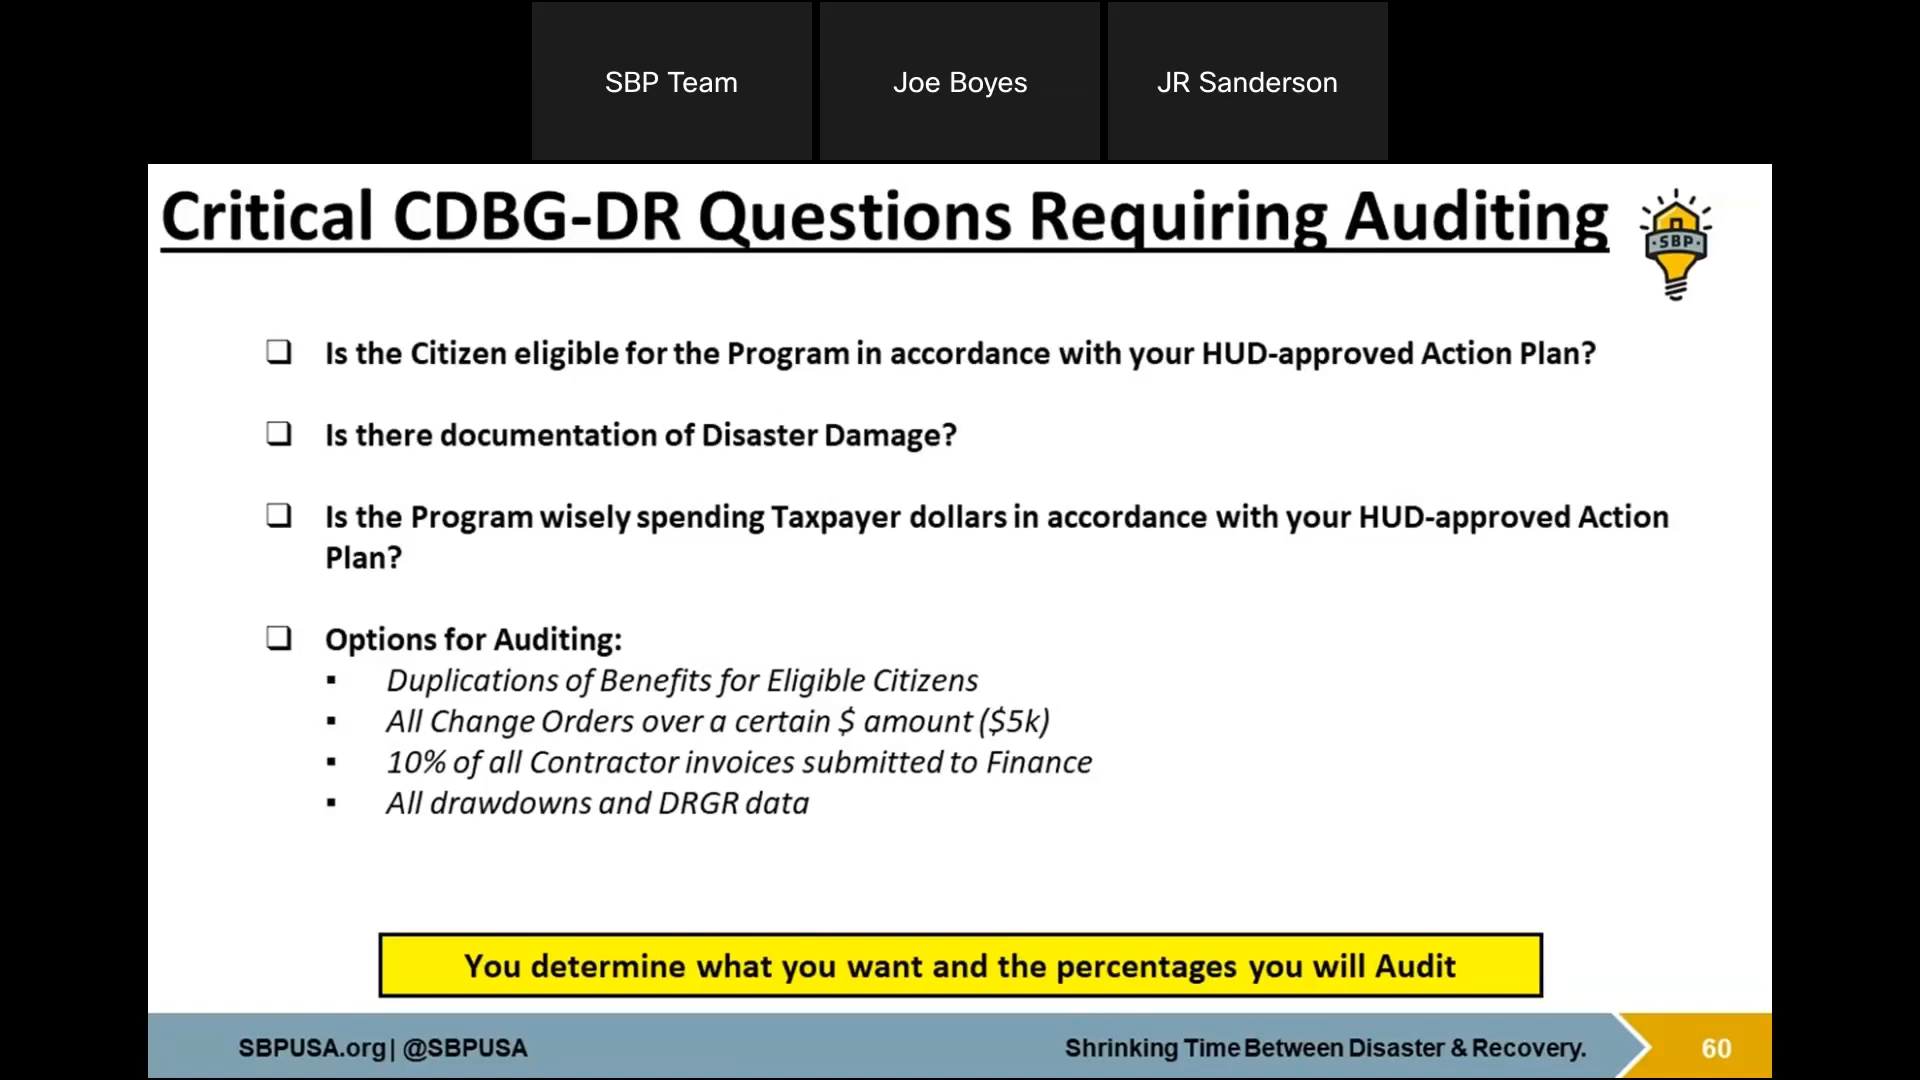 SBP Team
Joe Boyes
JR Sanderson
Critical CDBG-DR Questions Requiring Auditing
·SBP·
❑ Is the Citizen eligible for the Program in accordance with your HUD-approved Action Plan?
❑ Is there documentation of Disaster Damage?
❑ Is the Program wisely spending Taxpayer dollars in accordance with your HUD-approved Action
Plan?
❑ Options for Auditing:
▪ Duplications of Benefits for Eligible Citizens
▪ All Change Orders over a certain $ amount ($5k)
▪ 10% of all Contractor invoices submitted to Finance
▪ All drawdowns and DRGR data
You determine what you want and the percentages you will Audit
SBPUSA.org| @SBPUSA
Shrinking Time Between Disaster & Recovery.
60